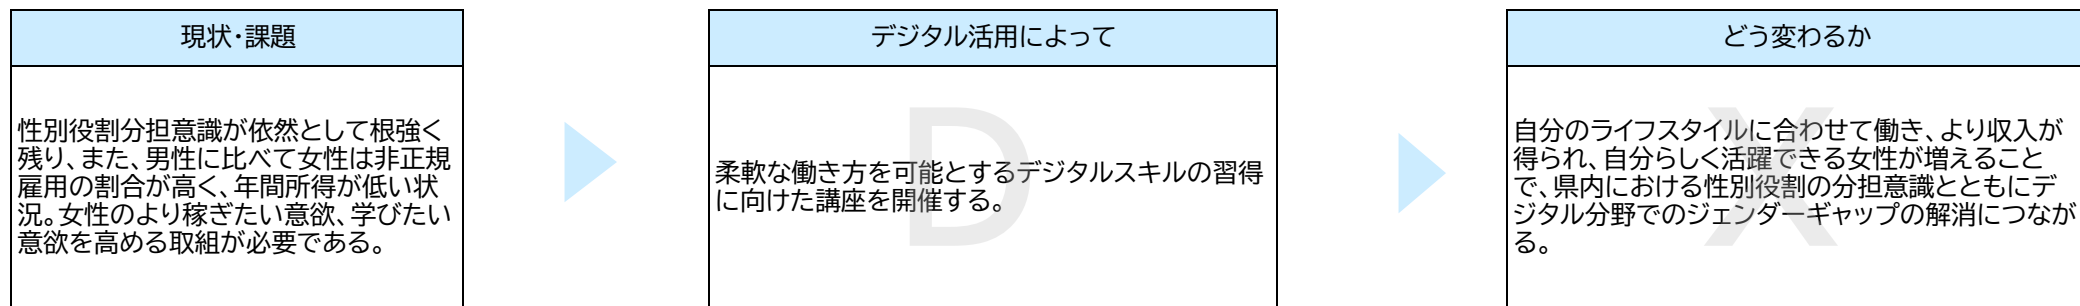 現状・課題
性別役割分担意識が依然として根強く
残り、また、男性に比べて女性は非正規
雇用の割合が高く、年間所得が低い状
況。女性のより稼ぎたい意欲、学びたい
意欲を高める取組が必要である。
デジタル活用によって
D
柔軟な働き方を可能とするデジタルスキルの習得
に向けた講座を開催する。
どう変わるか
X
自分のライフスタイルに合わせて働き、より収入が
得られ、自分らしく活躍できる女性が増えること
で、県内における性別役割の分担意識とともにデ
ジタル分野でのジェンダーギャップの解消につなが
る。